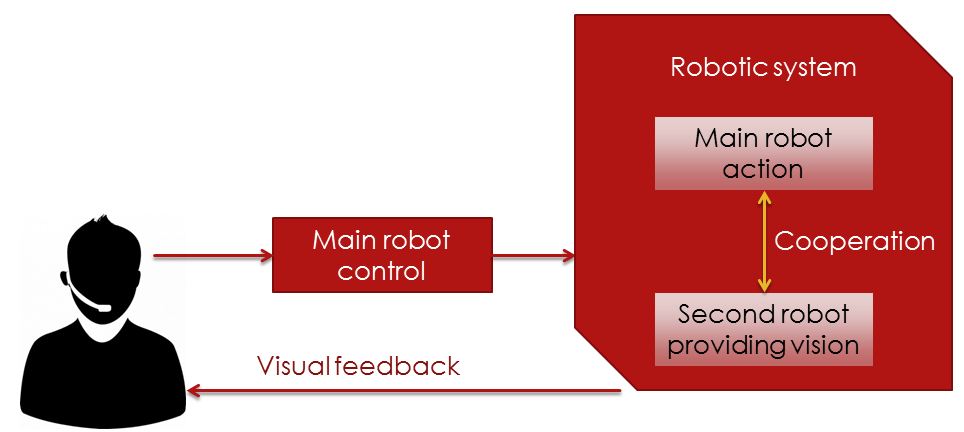 Robotic system
Main robot
action
Cooperation
Main robot
control
Second robot
providing vision
Visual feedback